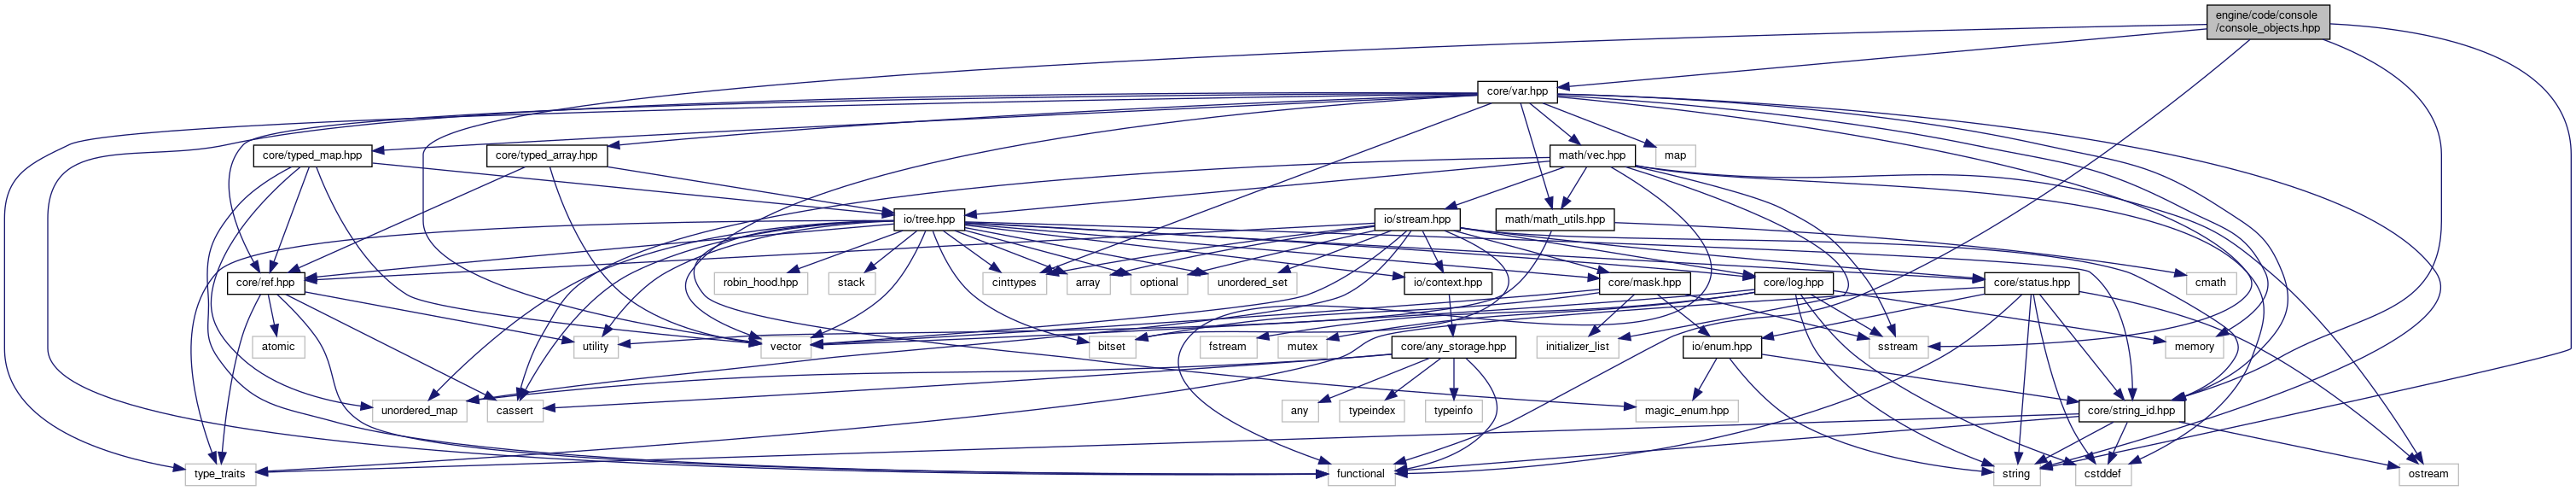 engine/code/console
/console_objects.hpp
core/var.hpp
core/typed_map.hpp
core/typed_array.hpp
math/vec.hpp
map
io/tree.hpp
io/stream.hpp
math/math_utils.hpp
core/ref.hpp
robin_hood.hpp
stack
cinttypes
array
optional
unordered_set
io/context.hpp
core/mask.hpp
core/log.hpp
core/status.hpp
cmath
atomic
utility
vector
bitset
fstream
mutex
core/any_storage.hpp
initializer_list
io/enum.hpp
sstream
memory
unordered_map
cassert
any
typeindex
typeinfo
magic_enum.hpp
core/string_id.hpp
type_traits
functional
string
cstddef
ostream